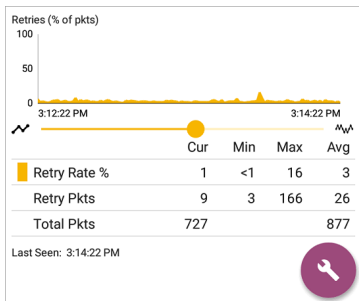 Retries (% of pkts)
100
50
0
3:12:22 PM 3:14:22 PM
Cur Min Max Avg
Retry Rate % 1 <1 16 3
Retry Pkts 9 3 166 26
Total Pkts 727 877
Last Seen: 3:14:22 PM